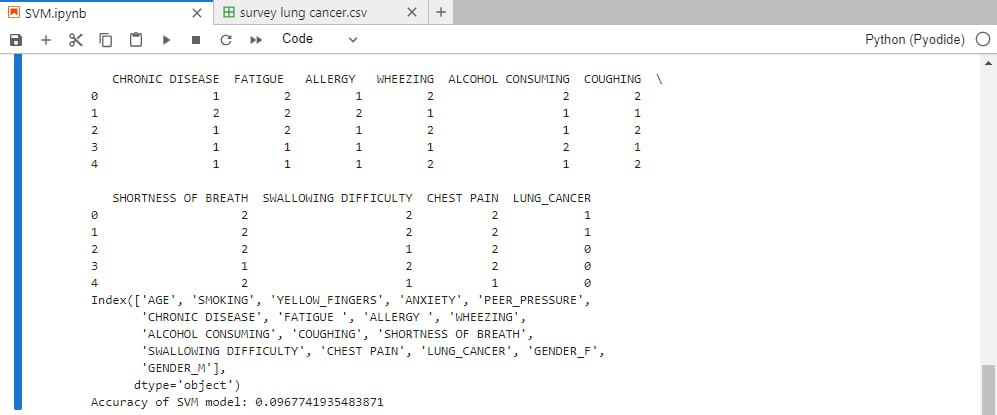 SVM.ipynb
survey lung cancer.csv
Code
Python (Pyodide)
CHRONIC DISEASE  FATIGUE   ALLERGY   WHEEZING  ALCOHOL CONSUMING  COUGHING  \
0                1         2         1         2                  2         2
1                2         2         2         1                  1         1
2                1         2         1         2                  1         2
3                1         1         1         1                  2         1
4                1         1         1         2                  1         2
SHORTNESS OF BREATH  SWALLOWING DIFFICULTY  CHEST PAIN  LUNG_CANCER
0                    2                      2           2            1
1                    2                      2           2            1
2                    2                      1           2            0
3                    1                      2           2            0
4                    2                      1           1            0
Index(['AGE', 'SMOKING', 'YELLOW_FINGERS', 'ANXIETY', 'PEER_PRESSURE',
'CHRONIC DISEASE', 'FATIGUE ', 'ALLERGY ', 'WHEEZING',
'ALCOHOL CONSUMING', 'COUGHING', 'SHORTNESS OF BREATH',
'SWALLOWING DIFFICULTY', 'CHEST PAIN', 'LUNG_CANCER', 'GENDER_F',
'GENDER_M'],
dtype='object')
Accuracy of SVM model: 0.0967741935483871